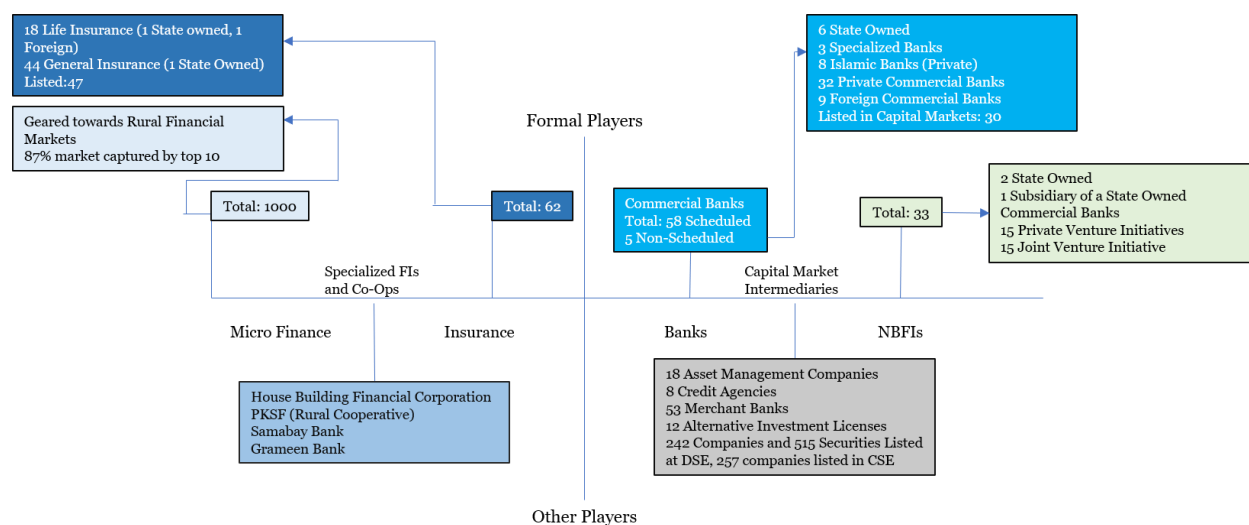 18 Life Insurance (1 State owned, 1
Foreign)
44 General Insurance (1 State Owned)
Listed:47
6 State Owned
3 Specialized Banks
8 Islamic Banks (Private)
32 Private Commercial Banks
9 Foreign Commercial Banks
Listed in Capital Markets: 30
Geared towards Rural Financial
Markets
87% market captured by top 10
Formal Players
Total: 1000
Total: 62
Commercial Banks
Total: 58 Scheduled
5 Non-Scheduled
Total: 33
2 State Owned
1 Subsidiary of a State Owned
Commercial Banks
15 Private Venture Initiatives
15 Joint Venture Initiative
Specialized FIs
and Co-Ops
Capital Market
Intermediaries
Micro Finance
Insurance
Banks
NBFIs
House Building Financial Corporation
PKSF (Rural Cooperative)
Samabay Bank
Grameen Bank
18 Asset Management Companies
8 Credit Agencies
53 Merchant Banks
12 Alternative Investment Licenses
242 Companies and 515 Securities Listed
at DSE, 257 companies listed in CSE
Other Players